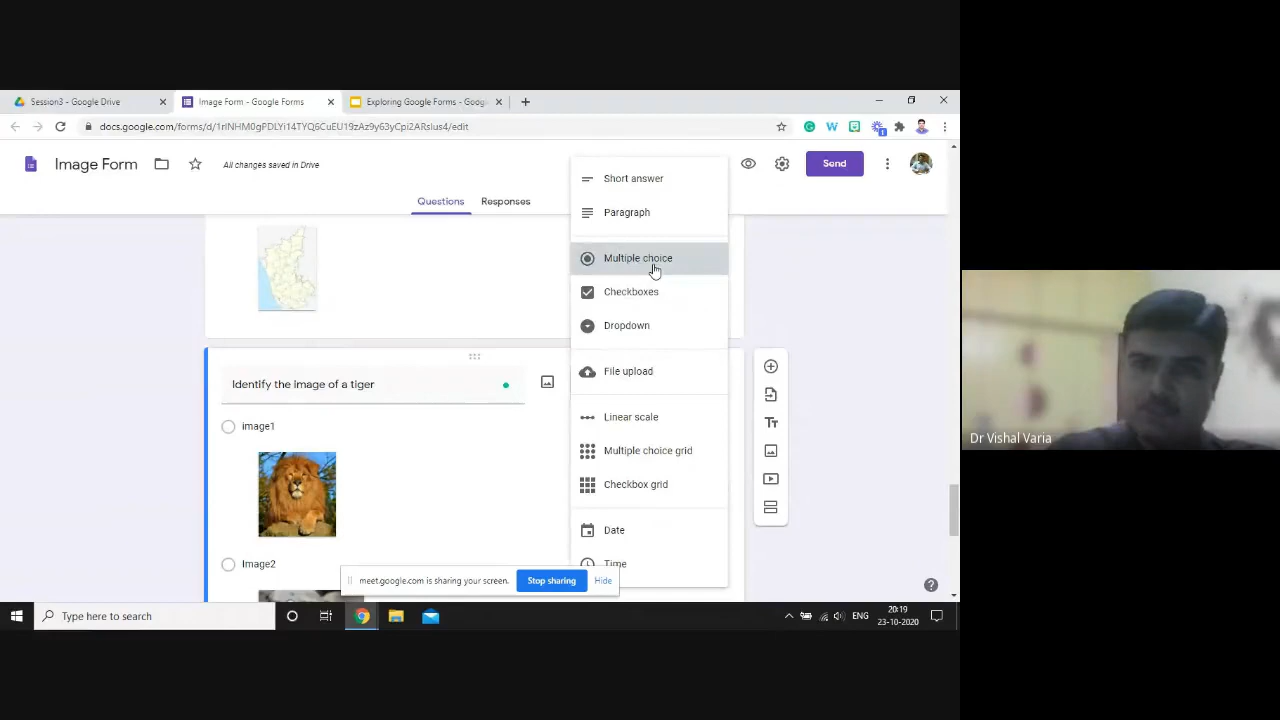 Session3 - Google Drive
Image Form - Google Forms
Exploring Google Forms - Goog
docs.google.com/forms/d/1rINHM0gPDLYi14TYQ6CuEU19zAz9y63yCpi2ARslus4/edit
Image Form
All changes saved in Drive
Send
Questions
Responses
Short answer
Paragraph
Multiple choice
Checkboxes
Dropdown
File upload
Linear scale
Multiple choice grid
Checkbox grid
Date
Time
Identify the image of a tiger
image1
Image2
Tт
meet.google.com is sharing your screen.
Stop sharing
Hide
Type here to search
ENG
20:19
23-10-2020
Dr Vishal Varia